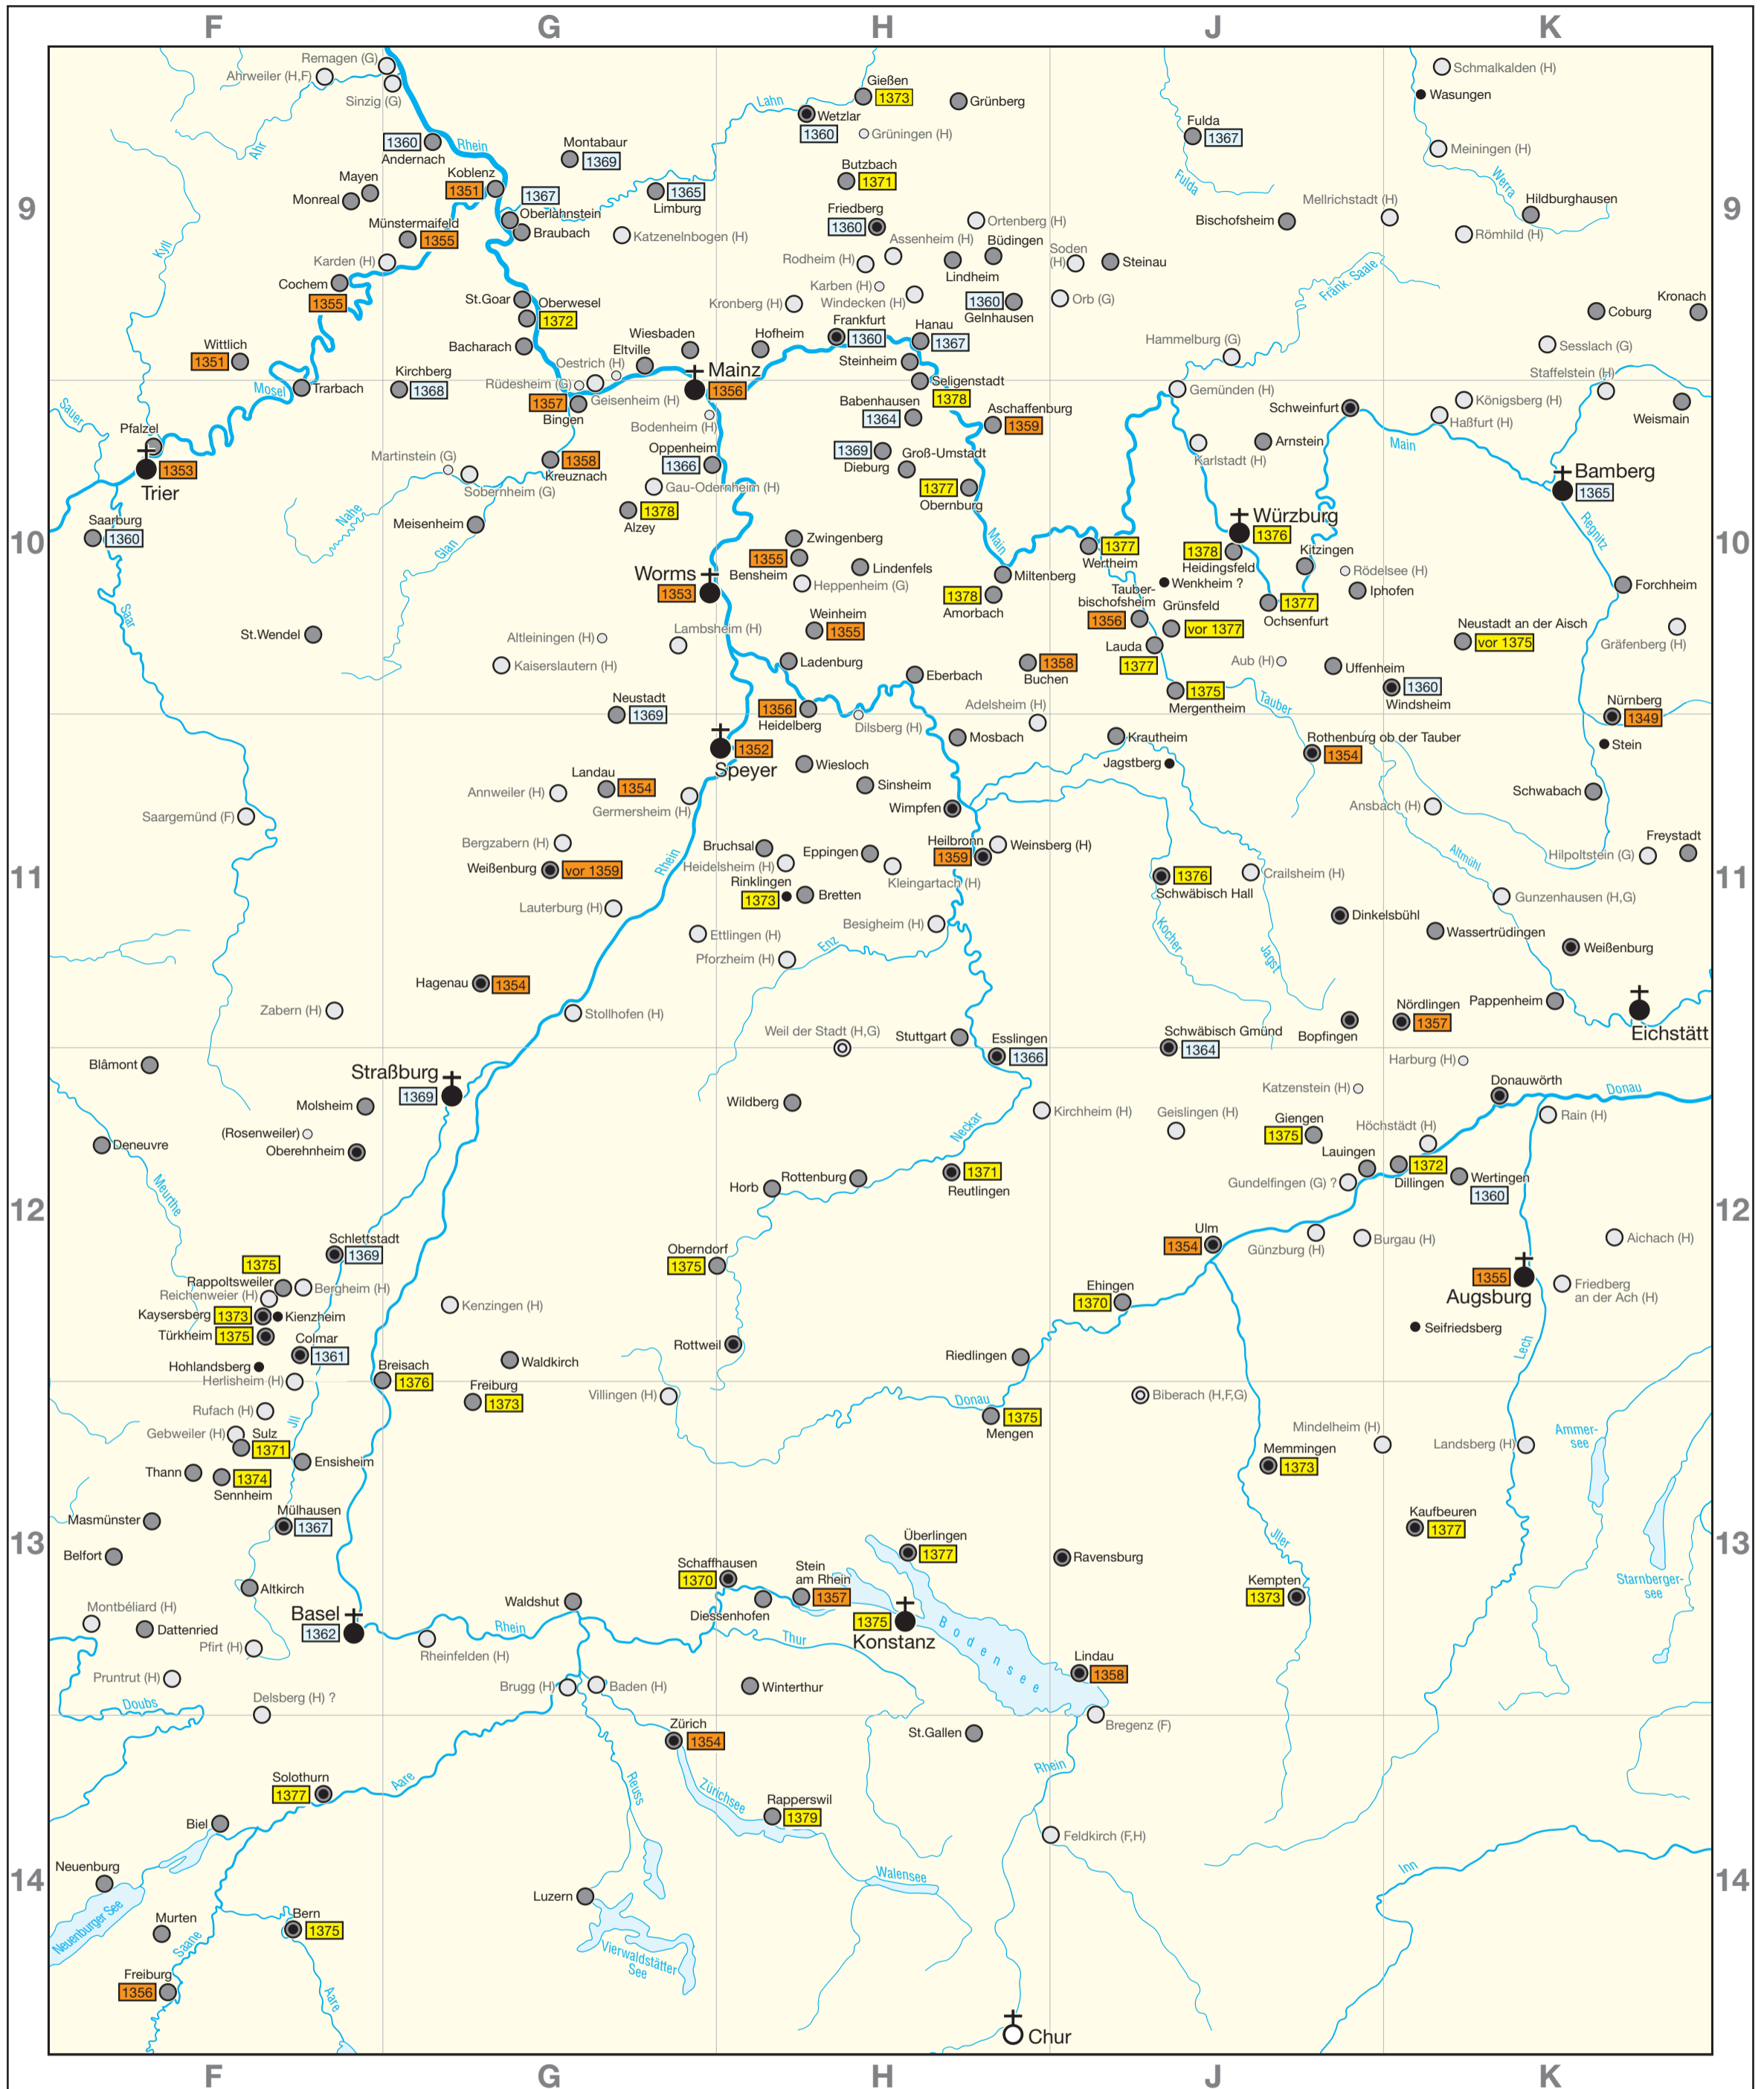 F G H J K
Remagen (G)
Ahrweiler (H,F)
Sinzig (G)
Ahr
1360
Andernach
Rhein
Montabaur
1369
Lahn
Gießen
1373
Wetzlar
1360
Grüningen (H)
Grünberg
Fulda
1367
Fulda
Schmalkalden (H)
Wasungen
Meiningen (H)
Werra
9
Mayen
Monreal
Koblenz
1351
1367
Oberlahnstein
Braubach
1365
Limburg
Katzenelnbogen (H)
Butzbach
1371
Friedberg
1360
Ortenberg (H)
Assenheim (H)
Büdingen
Rodheim (H)
Lindheim
Soden
(H)
Steinau
Bischofsheim
Mellrichstadt (H)
Hildburghausen
Römhild (H)
9
Münstermaifeld
1355
Karden (H)
Kyll
Cochem
1355
St.Goar
Oberwesel
1372
Bacharach
Karben (H)
Windecken (H)
Kronberg (H)
1360
Gelnhausen
Orb (G)
Fränk. Saale
Coburg
Kronach
Wittlich
1351
Kirchberg
1368
Trarbach
Mosel
Wiesbaden
Eltville
Oestrich (H)
Rüdesheim (G)
Geisenheim (H)
1357
Bingen
Hofheim
Mainz
1356
Bodenheim (H)
Frankfurt
1360
Hanau
1367
Steinheim
Seligenstadt
1378
Babenhausen
1364
Aschaffenburg
1359
Hammelburg (G)
Gemünden (H)
Schweinfurt
Sesslach (G)
Staffelstein (H)
Königsberg (H)
Haßfurt (H)
Weismain
Sauer
Pfalzel
1353
Trier
Martinstein (G)
Sobernheim (G)
1358
Kreuznach
Oppenheim
1366
Gau-Odernheim (H)
1369
Dieburg
Groß-Umstadt
1377
Obernburg
Karlstadt (H)
Arnstein
Main
Bamberg
1365
10
Saarburg
1360
Nahe
Meisenheim
Glan
1378
Alzey
Zwingenberg
1355
Bensheim
Heppenheim (G)
Lindenfels
Main
Miltenberg
1378
Amorbach
1377
Wertheim
Würzburg
1376
1378
Heidingsfeld
Kitzingen
Rödelsee (H)
Iphofen
Wenkheim ?
1377
Ochsenfurt
Regnitz
Forchheim
10
Saar
St.Wendel
Worms
1353
Altleiningen (H)
Lambsheim (H)
Kaiserslautern (H)
Weinheim
1355
Ladenburg
Eberbach
Tauber-
bischofsheim
1356
Grünsfeld
vor 1377
Lauda
1377
1358
Buchen
Aub (H)
Uffenheim
1360
Windsheim
Neustadt an der Aisch
vor 1375
Gräfenberg (H)
Neustadt
1369
1356
Heidelberg
Dilsberg (H)
Adelsheim (H)
1375
Mergentheim
Tauber
Nürnberg
1349
Stein
1352
Speyer
Wiesloch
Mosbach
Krautheim
Jagstberg
Rothenburg ob der Tauber
1354
Annweiler (H)
Landau
1354
Germersheim (H)
Sinsheim
Wimpfen
Ansbach (H)
Schwabach
Saargemünd (F)
Bergzabern (H)
Weißenburg
vor 1359
Rhein
Bruchsal
Heidelsheim (H)
Eppingen
Heilbronn
1359
Weinsberg (H)
Kleingartach (H)
Altmühl
Hilpoltstein (G)
Freystadt
11
Lauterburg (H)
Rinklingen
1373
Bretten
1376
Schwäbisch Hall
Crailsheim (H)
Gunzenhausen (H,G)
11
Ettlingen (H)
Pforzheim (H)
Enz
Besigheim (H)
Kocher
Jagst
Dinkelsbühl
Wassertrüdingen
Weißenburg
Hagenau
1354
Zabern (H)
Stollhofen (H)
Weil der Stadt (H,G)
Stuttgart
Esslingen
1366
Schwäbisch Gmünd
1364
Bopfingen
Nördlingen
1357
Pappenheim
Eichstätt
Blâmont
Straßburg
1369
Molsheim
Wildberg
Kirchheim (H)
Harburg (H)
Katzenstein (H)
Donauwörth
Donau
Rain (H)
Deneuvre
(Rosenweiler)
Oberehnheim
Neckar
Geislingen (H)
Giengen
1375
Höchstädt (H)
Lauingen
1372
Dillingen
Wertingen
1360
Gundelfingen (G) ?
12
Meurthe
Horb
Rottenburg
1371
Reutlingen
12
Schlettstadt
1369
Oberndorf
1375
Ulm
1354
Günzburg (H)
Burgau (H)
Aichach (H)
1375
Rappoltsweiler
Reichenweier (H)
Bergheim (H)
Kaysersberg
1373
Kienzheim
Türkheim
1375
Colmar
1361
Hohlandsberg
Herlisheim (H)
Kenzingen (H)
Waldkirch
Rottweil
Ehingen
1370
1355
Augsburg
Friedberg
an der Ach (H)
Seifriedsberg
Lech
Riedlingen
Breisach
1376
Freiburg
1373
Villingen (H)
Donau
1375
Mengen
Biberach (H,F,G)
Rufach (H)
Jll
Gebweiler (H)
Sulz
1371
Ensisheim
Thann
1374
Sennheim
Memmingen
1373
Mindelheim (H)
Landsberg (H)
Ammer-
see
Masmünster
Mülhausen
1367
Kaufbeuren
1377
13
Belfort
Altkirch
Schaffhausen
1370
Stein
am Rhein
1357
Diessenhofen
Überlingen
1377
Ravensburg
Jller
Kempten
1373
Starnberger-
see
13
Montbéliard (H)
Dattenried
Pfirt (H)
Basel
1362
Rheinfelden (H)
Rhein
Waldshut
Thur
1375
Konstanz
Bodensee
Lindau
1358
Pruntrut (H)
Doubs
Delsberg (H) ?
Brugg (H)
Baden (H)
Winterthur
St.Gallen
Bregenz (F)
Zürich
1354
Rhein
Solothurn
1377
Aare
Reuss
Zürichsee
Rapperswil
1379
Biel
Feldkirch (F,H)
14
Neuenburg
Neuenburger See
Murten
Saane
Bern
1375
Luzern
Vierwaldstätter
See
Walensee
Inn
14
Freiburg
1356
Aare
Chur
F G H J K